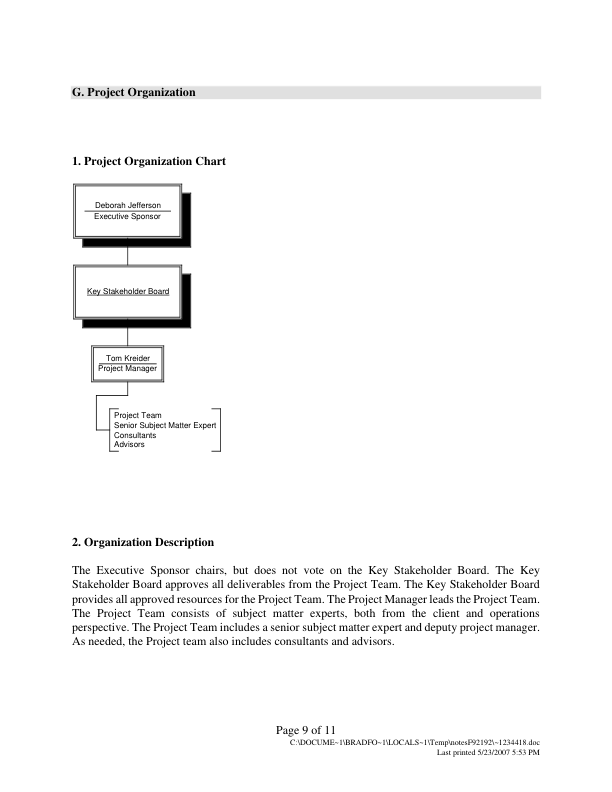 G. Project Organization
1. Project Organization Chart
Deborah Jefferson
Executive Sponsor
Key Stakeholder Board
Tom Kreider
Project Manager
Project Team
Senior Subject Matter Expert
Consultants
Advisors
2. Organization Description
The Executive Sponsor chairs, but does not vote on the Key Stakeholder Board. The Key
Stakeholder Board approves all deliverables from the Project Team. The Key Stakeholder Board
provides all approved resources for the Project Team. The Project Manager leads the Project Team.
The Project Team consists of subject matter experts, both from the client and operations
perspective. The Project Team includes a senior subject matter expert and deputy project manager.
As needed, the Project team also includes consultants and advisors.
Page 9 of 11
C:\DOCUME~1\BRADFO~1\LOCALS~1\Temp\notesF92192\~1234418.doc
Last printed 5/23/2007 5:53 PM